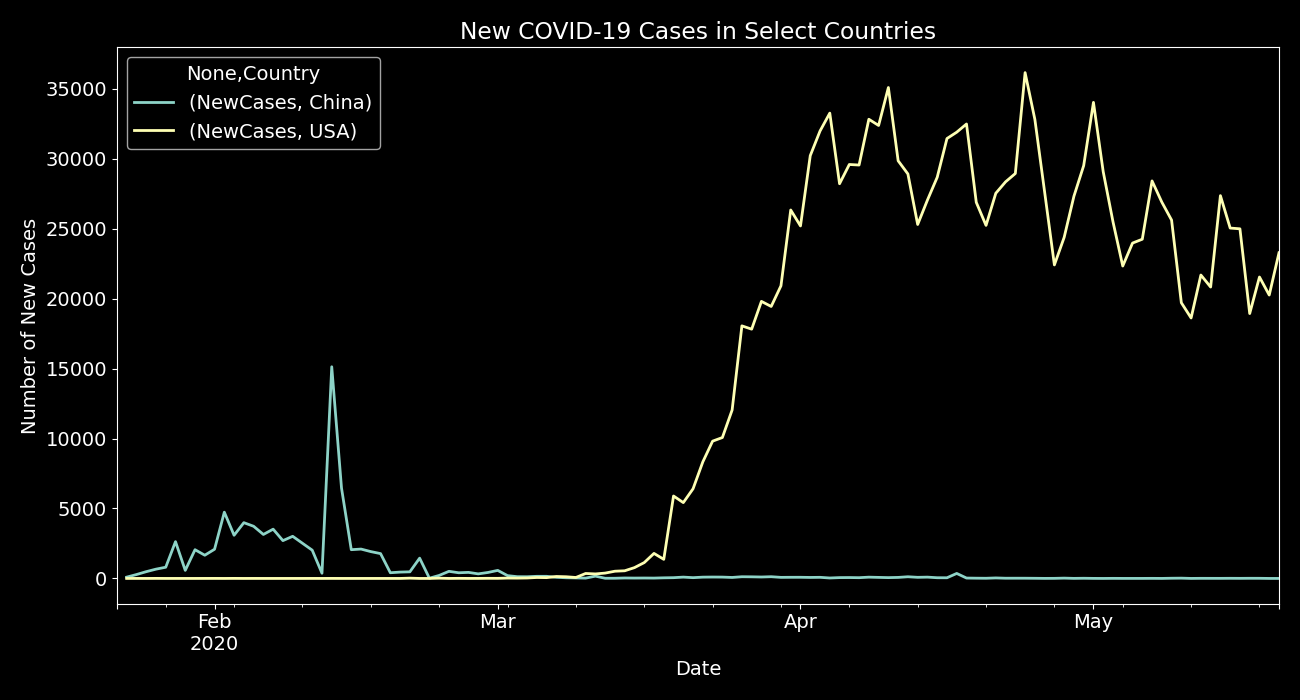 New COVID-19 Cases in Select Countries
None,Country
(NewCases, China)
(NewCases, USA)
Number of New Cases
35000
30000
25000
20000
15000
10000
5000
0
Feb
2020
Mar
Apr
May
Date